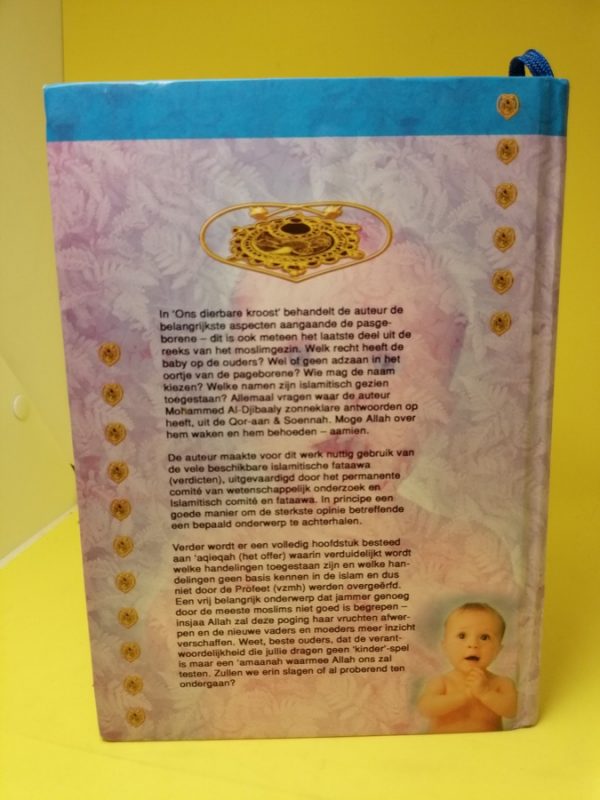 In 'Ons dierbare kroost' behandelt de auteur de
belangrijkste aspecten aangaande de pasge-
borene – dit is ook meteen het laatste deel uit de
reeks van het moslimgezin. Welk recht heeft de
baby op de ouders? Wel of geen adzaan in het
oortje van de pageborene? Wie mag de naam
kiezen? Welke namen zijn islamitisch gezien
toegestaan? Allemaal vragen waar de auteur
Mohammed Al-Djibaaly zonneklare antwoorden op
heeft, uit de Qor-aan & Soennah. Moge Allah over
hem waken en hem behoeden – aamien.
De auteur maakte voor dit werk nuttig gebruik van
de vele beschikbare islamitische fataawa
(verdicten), uitgevaardigd door het permanente
comité van wetenschappelijk onderzoek en
Islamitisch comité en fataawa. In principe een
goede manier om de sterkste opinie betreffende
een bepaald onderwerp te achterhalen.
Verder wordt er een volledig hoofdstuk besteed
aan 'aqieqah (het offer) waarin verduidelijkt wordt
welke handelingen toegestaan zijn en welke han-
delingen geen basis kennen in de islam en dus
niet door de Profeet (vzmh) werden overgeërfd.
Een vrij belangrijk onderwerp dat jammer genoeg
door de meeste moslims niet goed is begrepen –
insjaa Allah zal deze poging haar vruchten afwer-
pen en de nieuwe vaders en moeders meer inzicht
verschaffen. Weet, beste ouders, dat de verant-
woordelijkheid die jullie dragen geen 'kinder'-spel
is maar een 'amaanah waarmee Allah ons zal
testen. Zullen we erin slagen of al proberend ten
ondergaan?